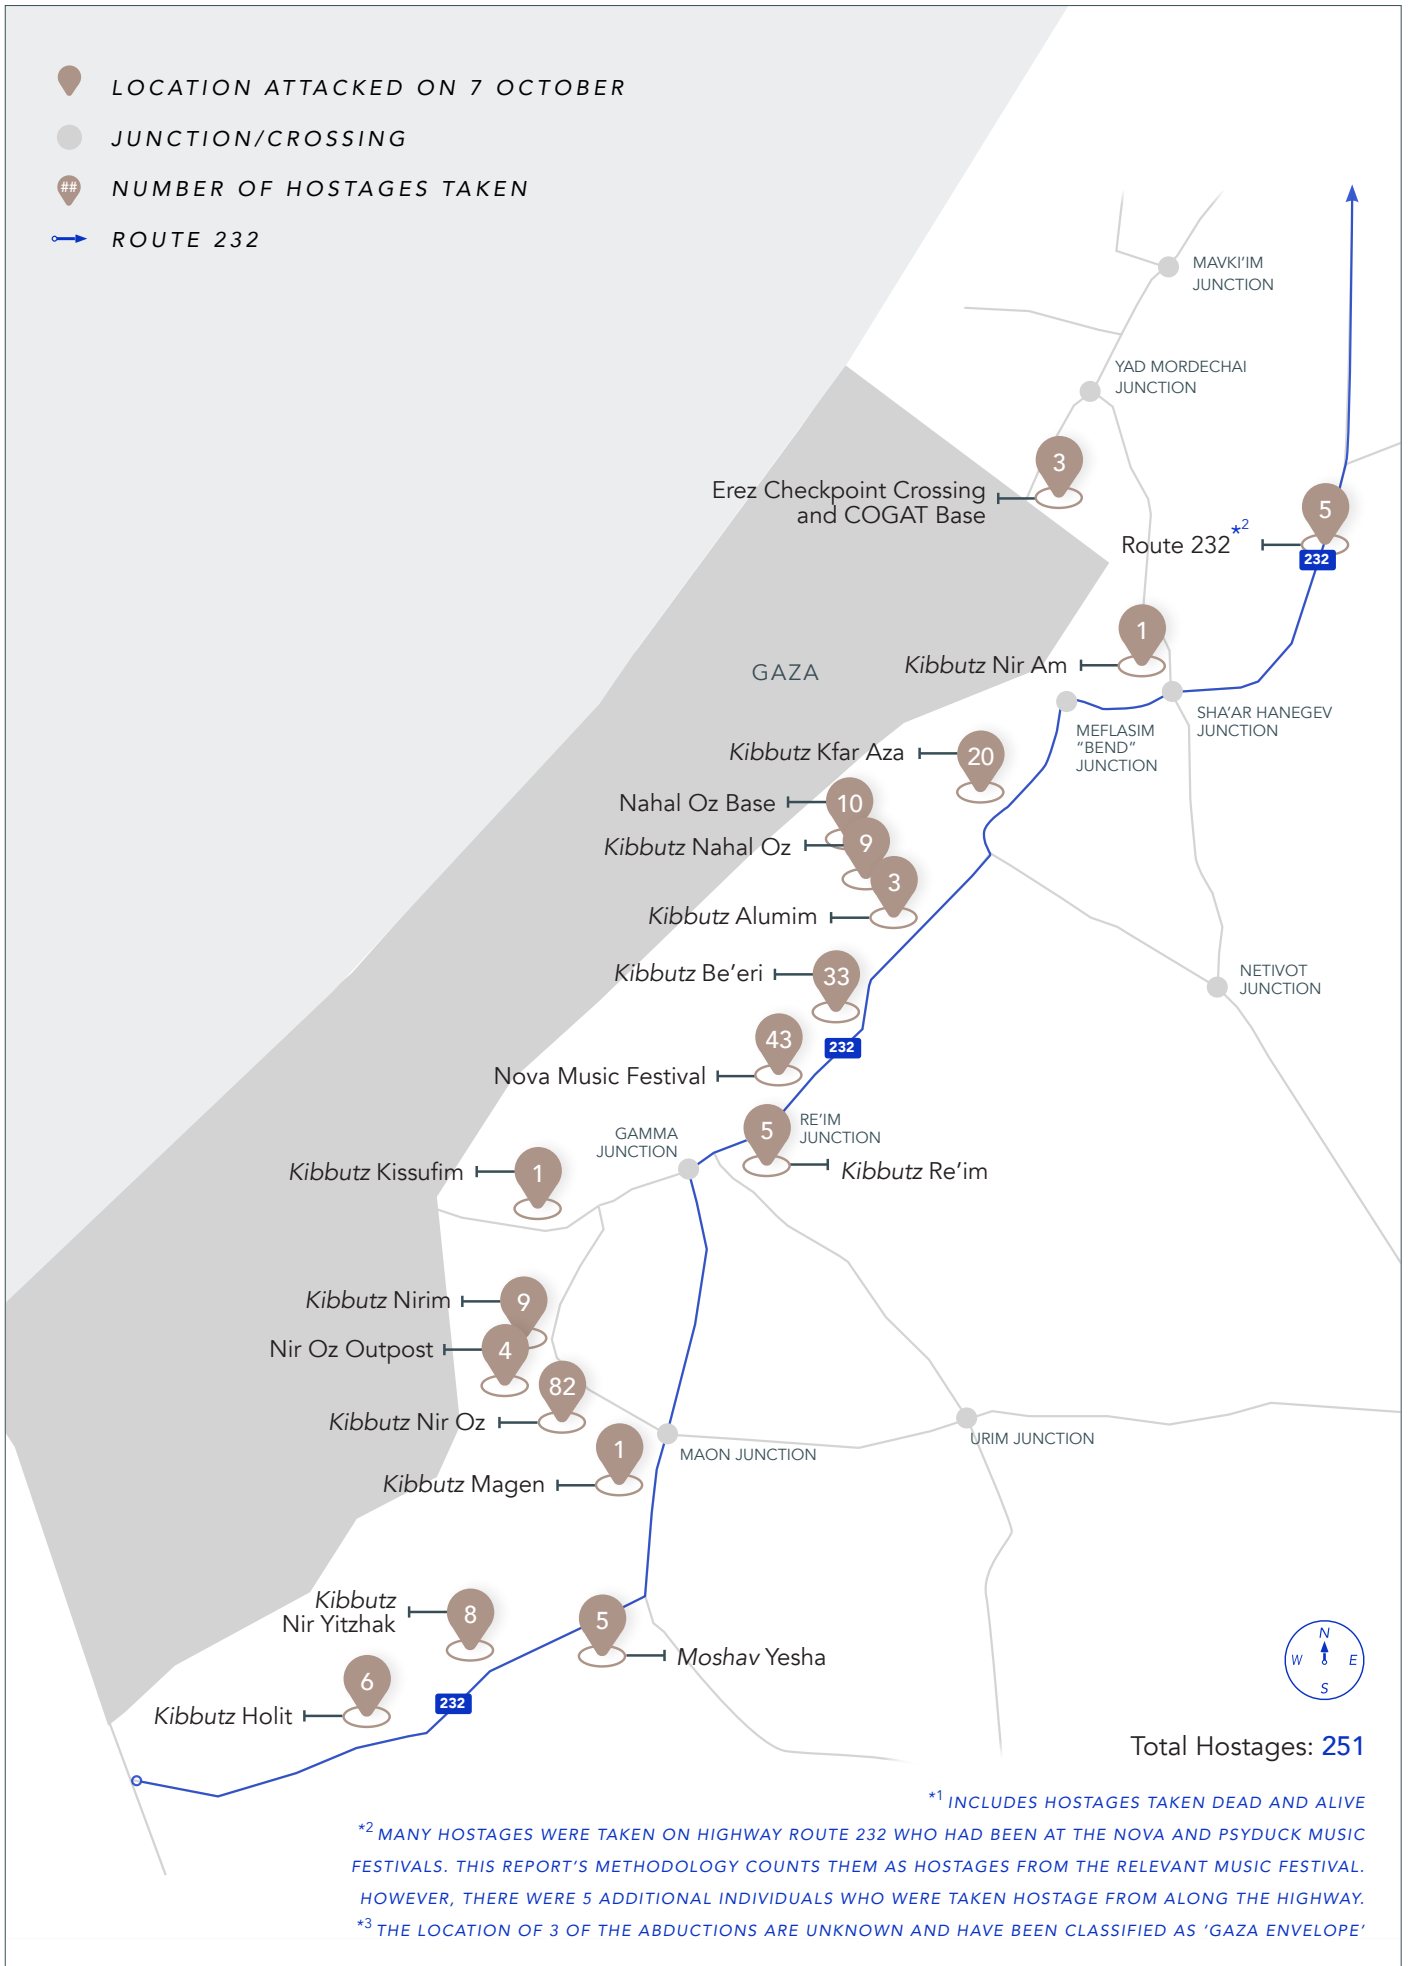 LOCATION ATTACKED ON 7 OCTOBER
JUNCTION/CROSSING
##
NUMBER OF HOSTAGES TAKEN
ROUTE 232
MAVKI'IM
JUNCTION
YAD MORDECHAI
JUNCTION
3
Erez Checkpoint Crossing
and COGAT Base
5
Route 232*2
232
1
Kibbutz Nir Am
GAZA
SHA'AR HANEGEV
JUNCTION
MEFLASIM
"BEND"
JUNCTION
Kibbutz Kfar Aza
20
Nahal Oz Base
10
Kibbutz Nahal Oz
9
3
Kibbutz Alumim
Kibbutz Be'eri
33
NETIVOT
JUNCTION
43
232
Nova Music Festival
5
RE'IM
JUNCTION
GAMMA
JUNCTION
Kibbutz Re'im
Kibbutz Kissufim
1
Kibbutz Nirim
9
Nir Oz Outpost
4
82
Kibbutz Nir Oz
URIM JUNCTION
MAON JUNCTION
1
Kibbutz Magen
Kibbutz
Nir Yitzhak
8
5
Moshav Yesha
6
Kibbutz Holit
232
N
W E
S
Total Hostages: 251
*1 INCLUDES HOSTAGES TAKEN DEAD AND ALIVE
*2 MANY HOSTAGES WERE TAKEN ON HIGHWAY ROUTE 232 WHO HAD BEEN AT THE NOVA AND PSYDUCK MUSIC
FESTIVALS. THIS REPORT'S METHODOLOGY COUNTS THEM AS HOSTAGES FROM THE RELEVANT MUSIC FESTIVAL.
HOWEVER, THERE WERE 5 ADDITIONAL INDIVIDUALS WHO WERE TAKEN HOSTAGE FROM ALONG THE HIGHWAY.
*3 THE LOCATION OF 3 OF THE ABDUCTIONS ARE UNKNOWN AND HAVE BEEN CLASSIFIED AS 'GAZA ENVELOPE'